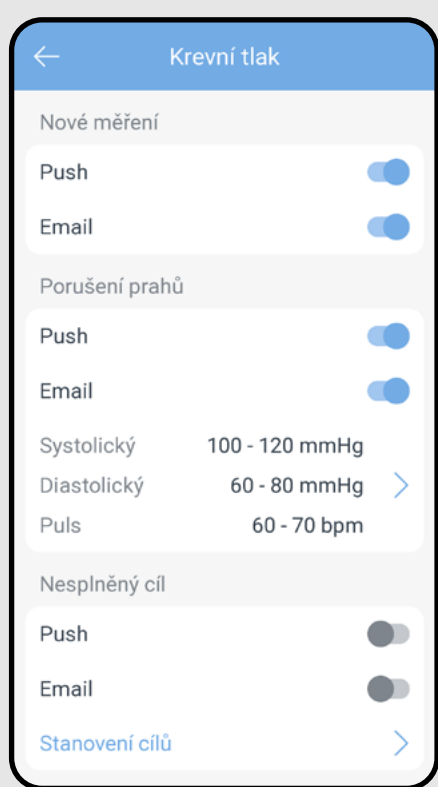 Krevní tlak
Nové měření
Push
Email
Porušení prahů
Push
Email
Systolický 100 - 120 mmHg
Diastolický 60 - 80 mmHg
Puls 60 - 70 bpm
Nesplněný cíl
Push
Email
Stanovení cílů